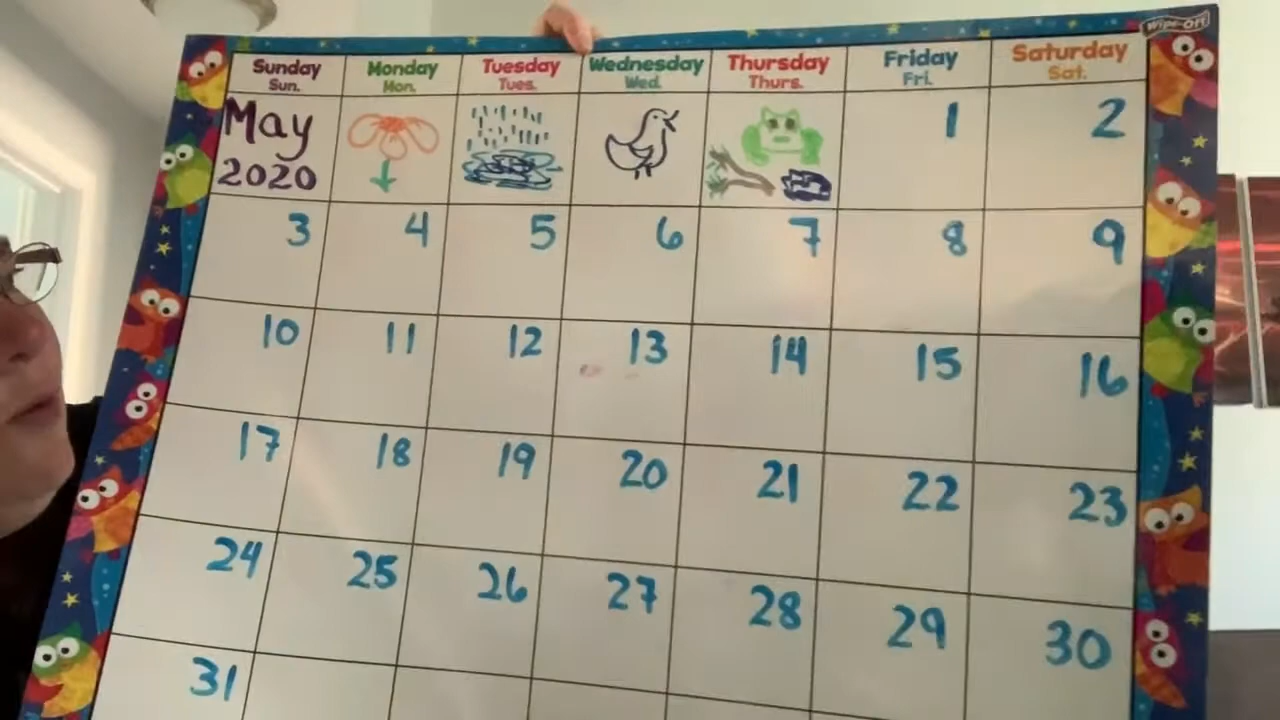 Wipe-Off
Sunday Monday Tuesday Wednesday Thursday Friday Saturday
Sun. Mon. Tues. Wed. Thurs. Fri. Sat.
May 1 2
2020
3 4 5 6 7 8 9
10 11 12 13 14 15 16
17 18 19 20 21 22 23
24 25 26 27 28 29 30
31